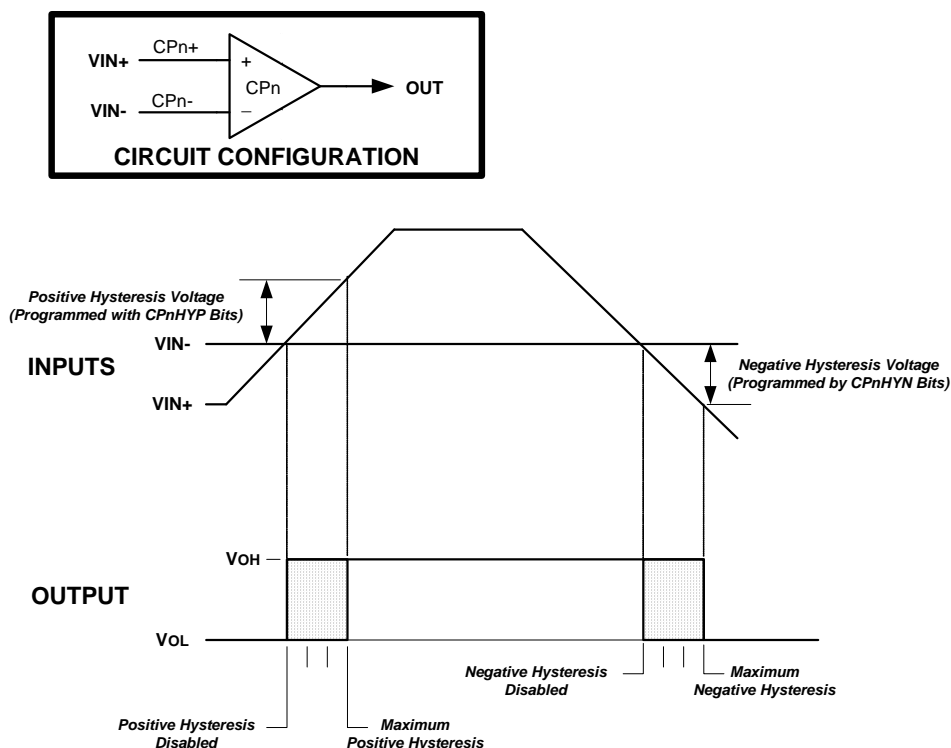 VIN+
CPn+
+
CPn
OUT
VIN-
CPn-
–
CIRCUIT CONFIGURATION
Positive Hysteresis Voltage
(Programmed with CPnHYP Bits)
VIN-
INPUTS
VIN+
Negative Hysteresis Voltage
(Programmed by CPnHYN Bits)
VOH
OUTPUT
VOL
Negative Hysteresis
Disabled
Maximum
Negative Hysteresis
Positive Hysteresis
Disabled
Maximum
Positive Hysteresis